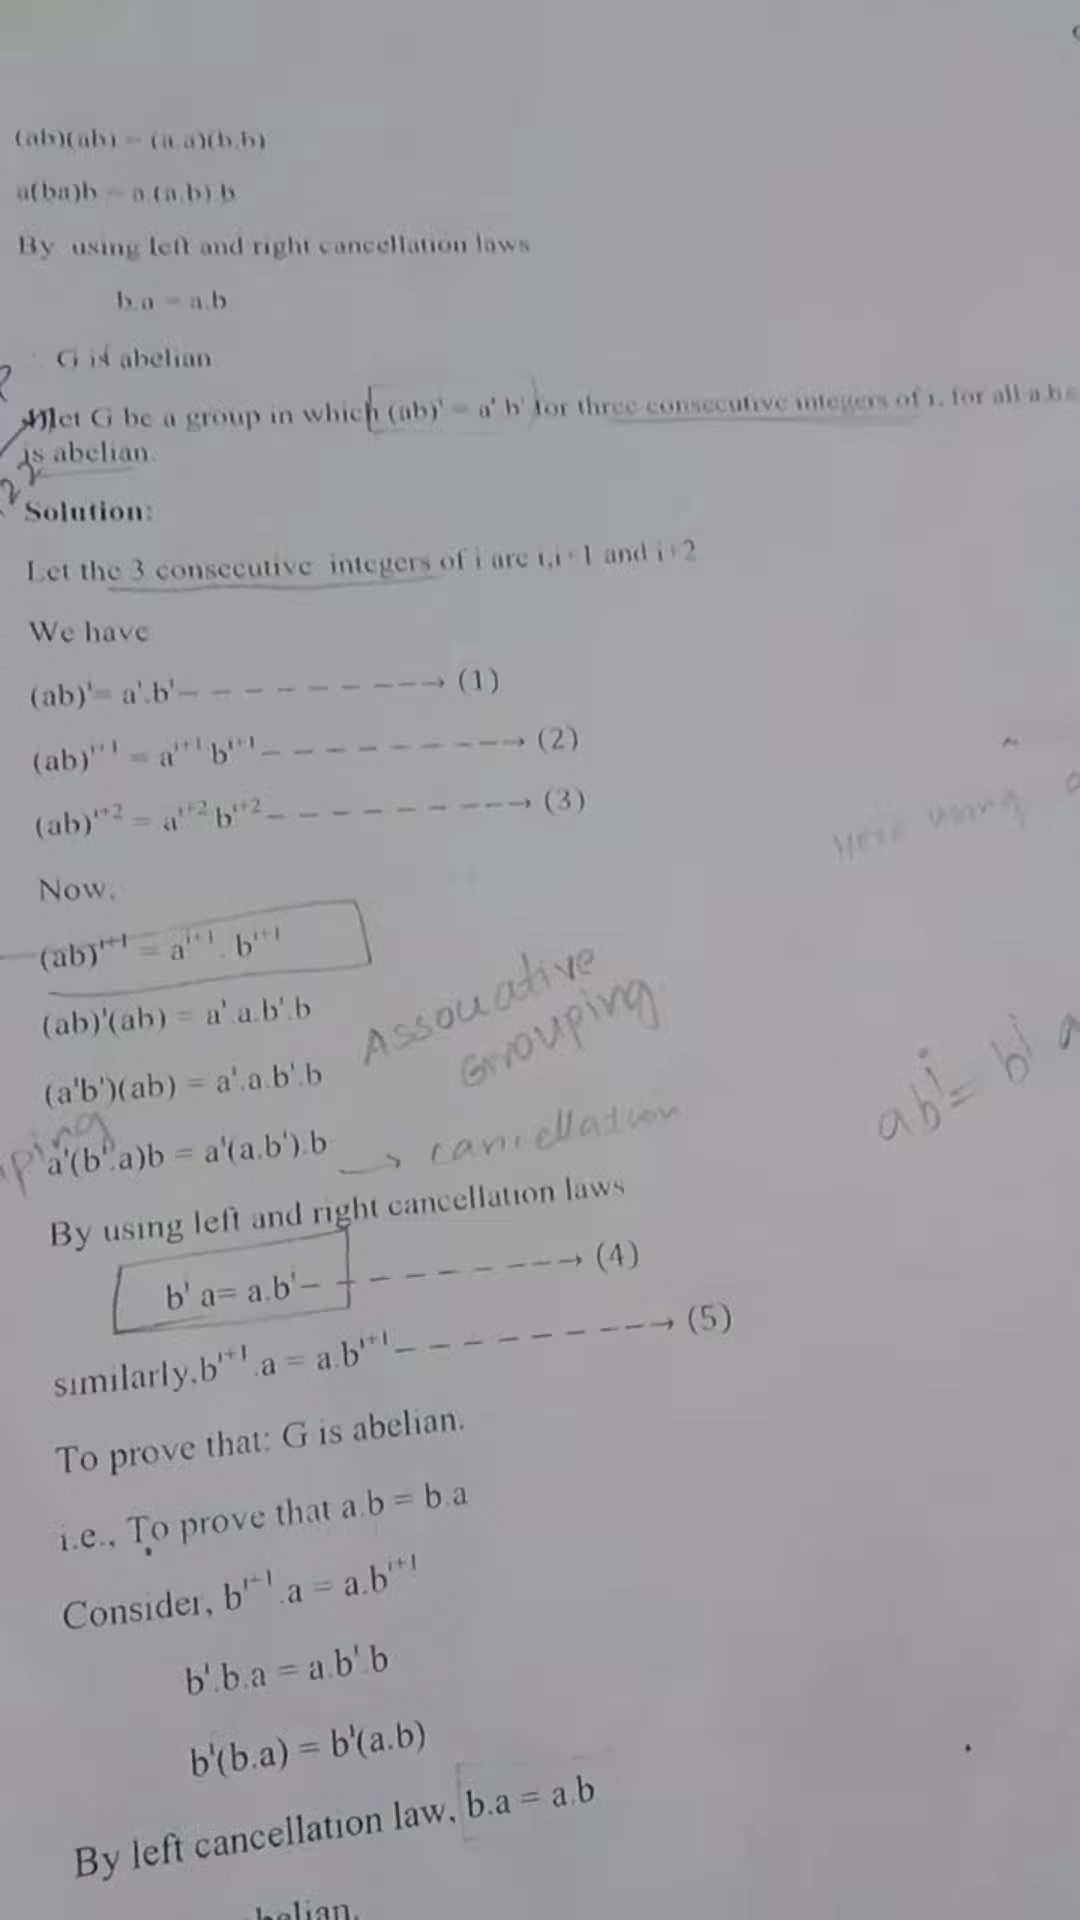 (ab)(ab) = (a.a)(b.b)
a(ba)b = a.(a.b).b
By using left and right cancellation laws
b.a = a.b
∴ G is abelian
let G be a group in which (ab)ⁱ = aⁱ bⁱ for three consecutive integers of i, for all a,b
is abelian.
Solution:
Let the 3 consecutive integers of i are i,i+1 and i+2
We have
(ab)ⁱ= aⁱ.bⁱ– – – – – – – – –→ (1)
(ab)ⁱ⁺¹ = aⁱ⁺¹ bⁱ⁺¹– – – – – – – – –→ (2)
(ab)ⁱ⁺² = aⁱ⁺² bⁱ⁺²– – – – – – – – –→ (3)
using
Now,
(ab)ⁱ⁺¹ = aⁱ⁺¹. bⁱ⁺¹
(ab)ⁱ(ab) = aⁱ.a.bⁱ.b
Assouative
Grouping
(aⁱbⁱ)(ab) = aⁱ.a.bⁱ.b
abⁱ= bⁱ a
ping
aⁱ(bⁱ.a)b = aⁱ(a.bⁱ).b → cancellation
By using left and right cancellation laws
bⁱ a= a.bⁱ– – – – – – – –→ (4)
similarly,bⁱ⁺¹.a = a.bⁱ⁺¹– – – – – – – – –→ (5)
To prove that: G is abelian.
i.e., To prove that a.b = b.a
Consider, bⁱ⁺¹.a = a.bⁱ⁺¹
bⁱ.b.a = a.bⁱ.b
bⁱ(b.a) = bⁱ(a.b)
By left cancellation law, b.a = a.b
belian.